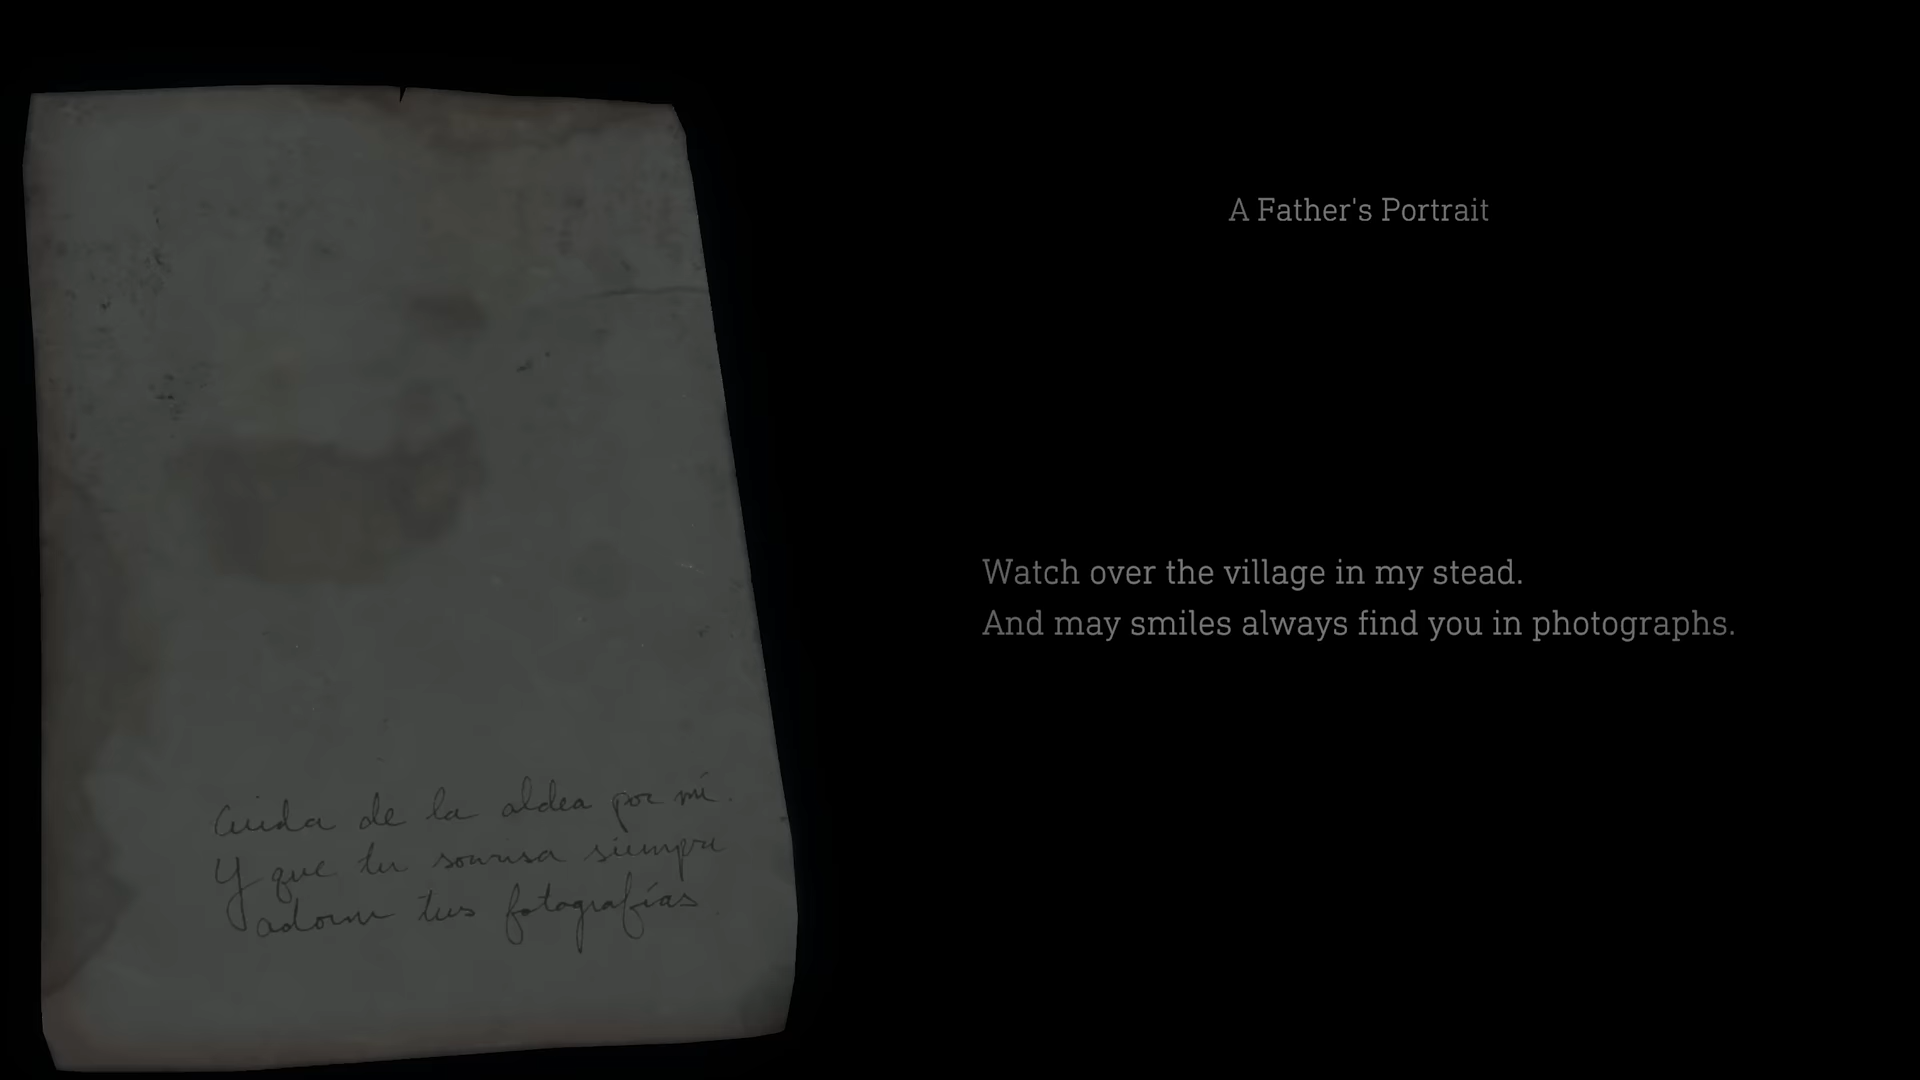 A Father's Portrait
Watch over the village in my stead.
And may smiles always find you in photographs.
Cuida de la aldea por mí.
Y que tu sonrisa siempre
adorne tus fotografías